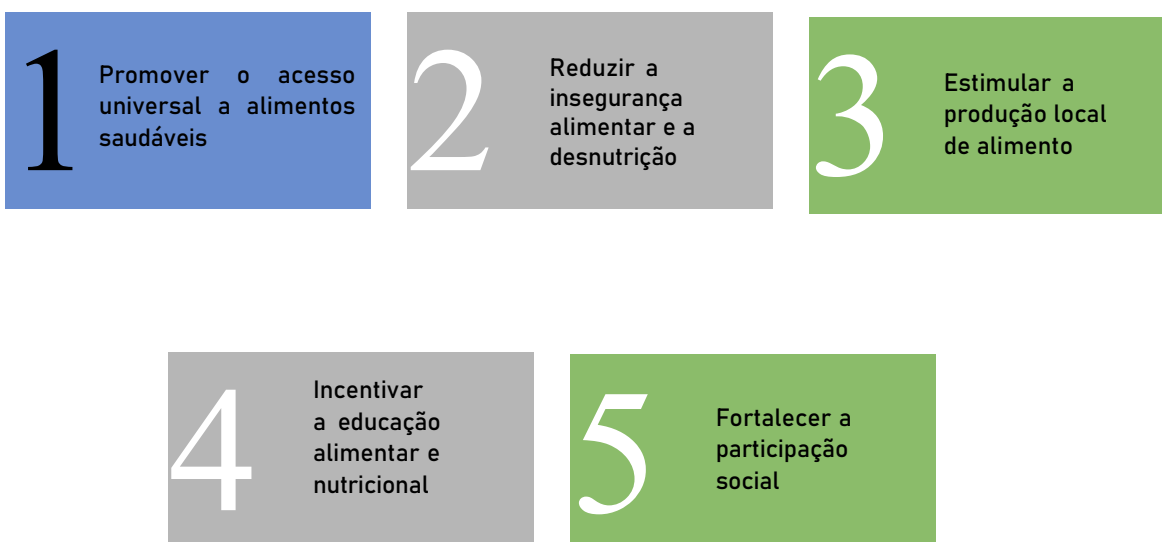 1
Promover o acesso
universal a alimentos
saudáveis
2
Reduzir a
insegurança
alimentar e a
desnutrição
3
Estimular a
produção local
de alimento
4
Incentivar
a educação
alimentar e
nutricional
5
Fortalecer a
participação
social